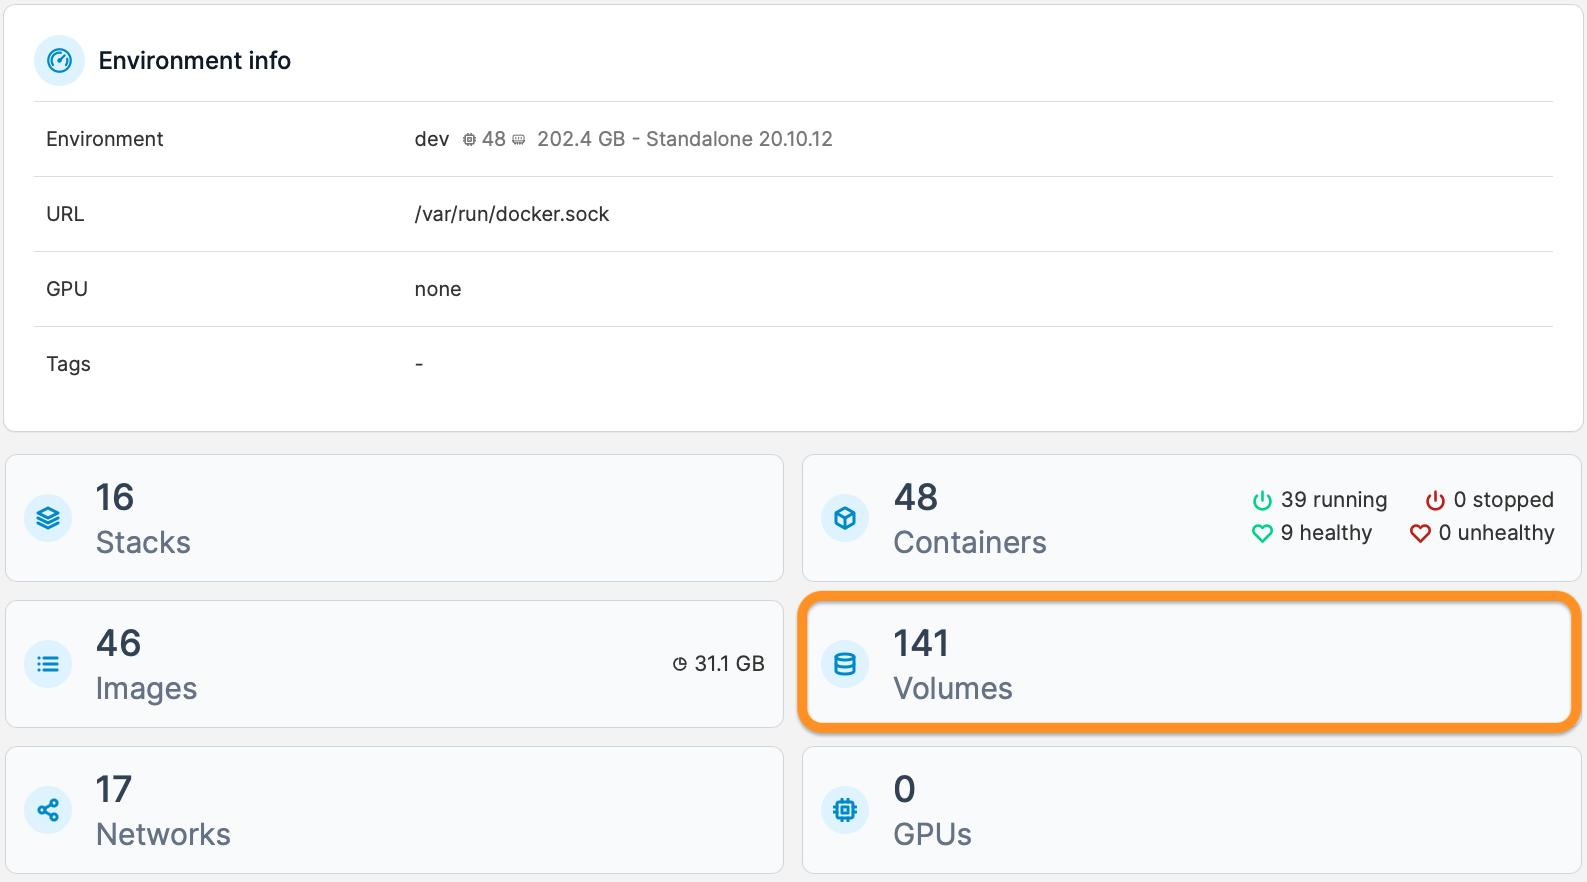 Environment info
Environment dev 48 202.4 GB - Standalone 20.10.12
URL /var/run/docker.sock
GPU none
Tags -
16
Stacks
48
Containers
39 running 0 stopped
9 healthy 0 unhealthy
46
Images
31.1 GB
141
Volumes
17
Networks
0
GPUs